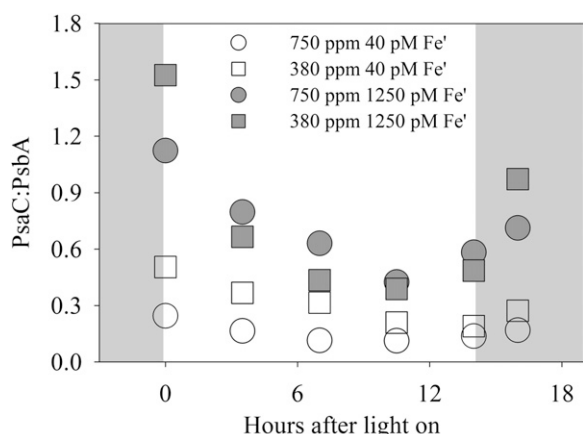 1.8
750 ppm 40 pM Fe'
380 ppm 40 pM Fe'
1.5
750 ppm 1250 pM Fe'
380 ppm 1250 pM Fe'
1.2
PsaC:PsbA
0.9
0.6
0.3
0.0
0 6 12 18
Hours after light on